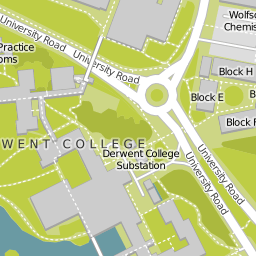 Wolfson
Chemis
University Road
Practice
oms
University Road
Block H
Block E
B
Block F
WENT COLLEGE
Derwent College
Substation
University Road
University Road